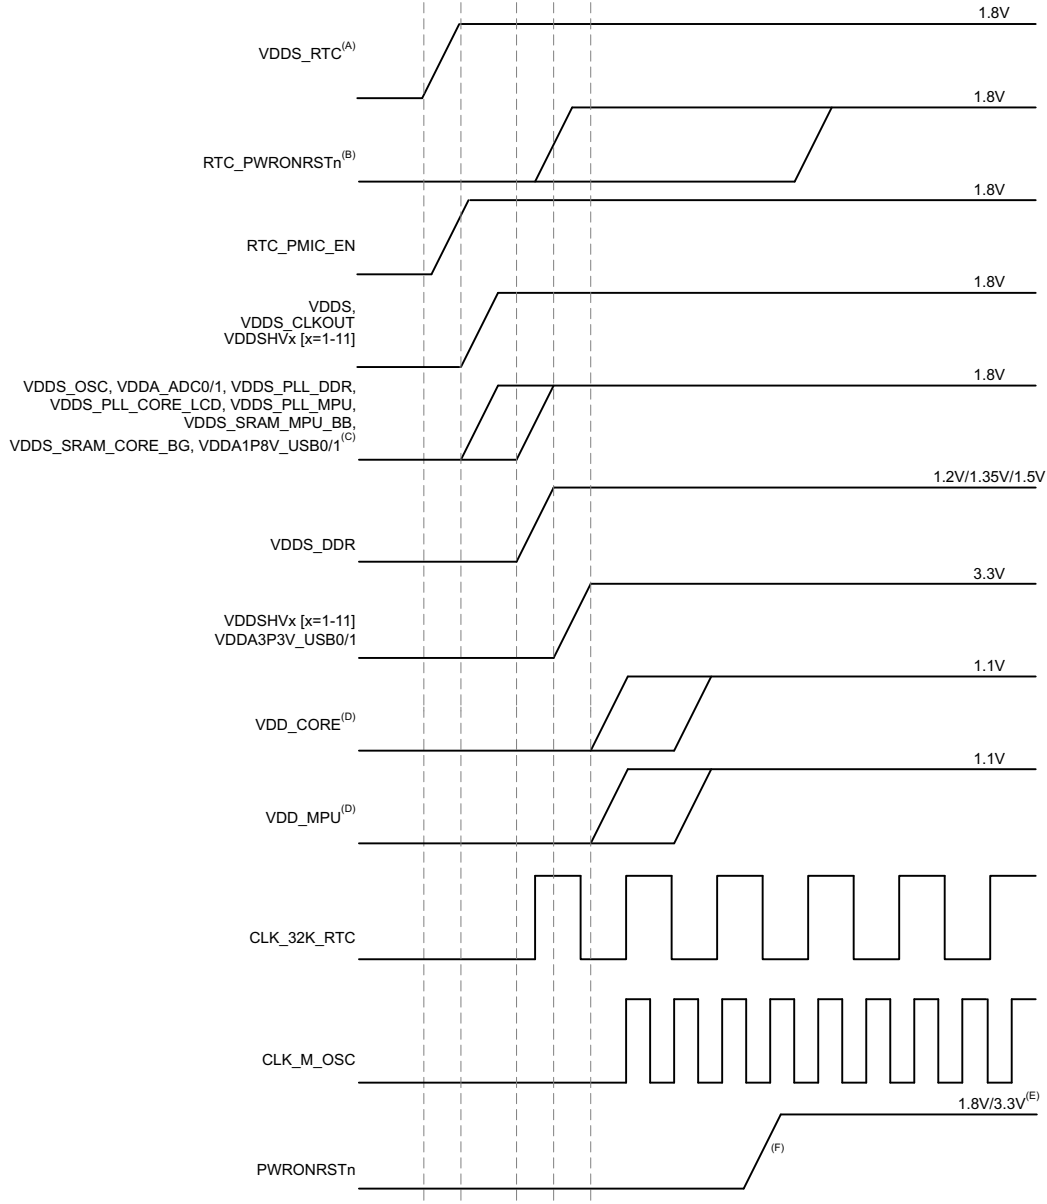 1.8V
VDDS_RTC(A)
1.8V
RTC_PWRONRSTn(B)
1.8V
RTC_PMIC_EN
1.8V
VDDS,
VDDS_CLKOUT
VDDSHVx [x=1-11]
1.8V
VDDS_OSC, VDDA_ADC0/1, VDDS_PLL_DDR,
VDDS_PLL_CORE_LCD, VDDS_PLL_MPU,
VDDS_SRAM_MPU_BB,
VDDS_SRAM_CORE_BG, VDDA1P8V_USB0/1(C)
1.2V/1.35V/1.5V
VDDS_DDR
3.3V
VDDSHVx [x=1-11]
VDDA3P3V_USB0/1
1.1V
VDD_CORE(D)
1.1V
VDD_MPU(D)
CLK_32K_RTC
CLK_M_OSC
1.8V/3.3V(E)
(F)
PWRONRSTn